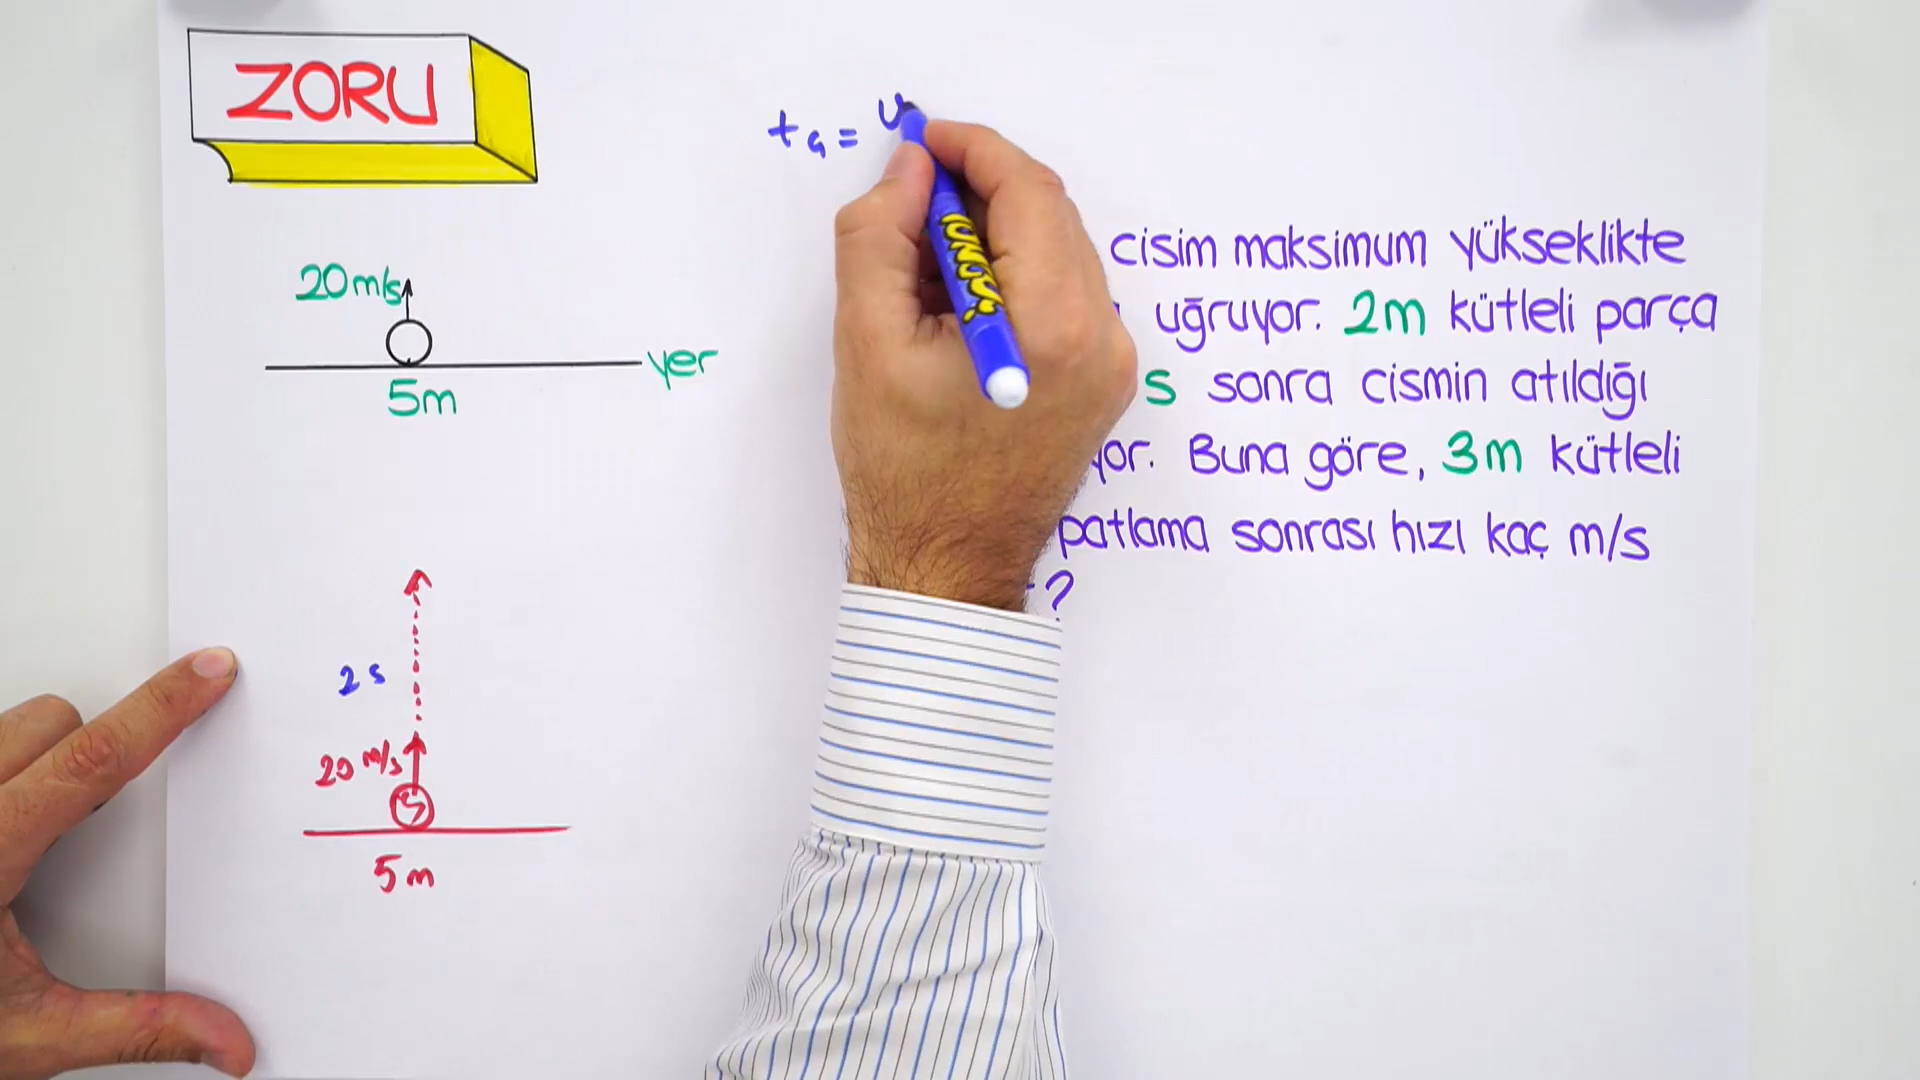 ZORU
t a = v
20 m/s
yer
5m
cisim maksimum yükseklikte
uğruyor. 2m kütleli parça
s sonra cismin atıldığı
yor. Buna göre, 3m kütleli
patlama sonrası hızı kaç m/s
?
2 s
20 m/s
5 m